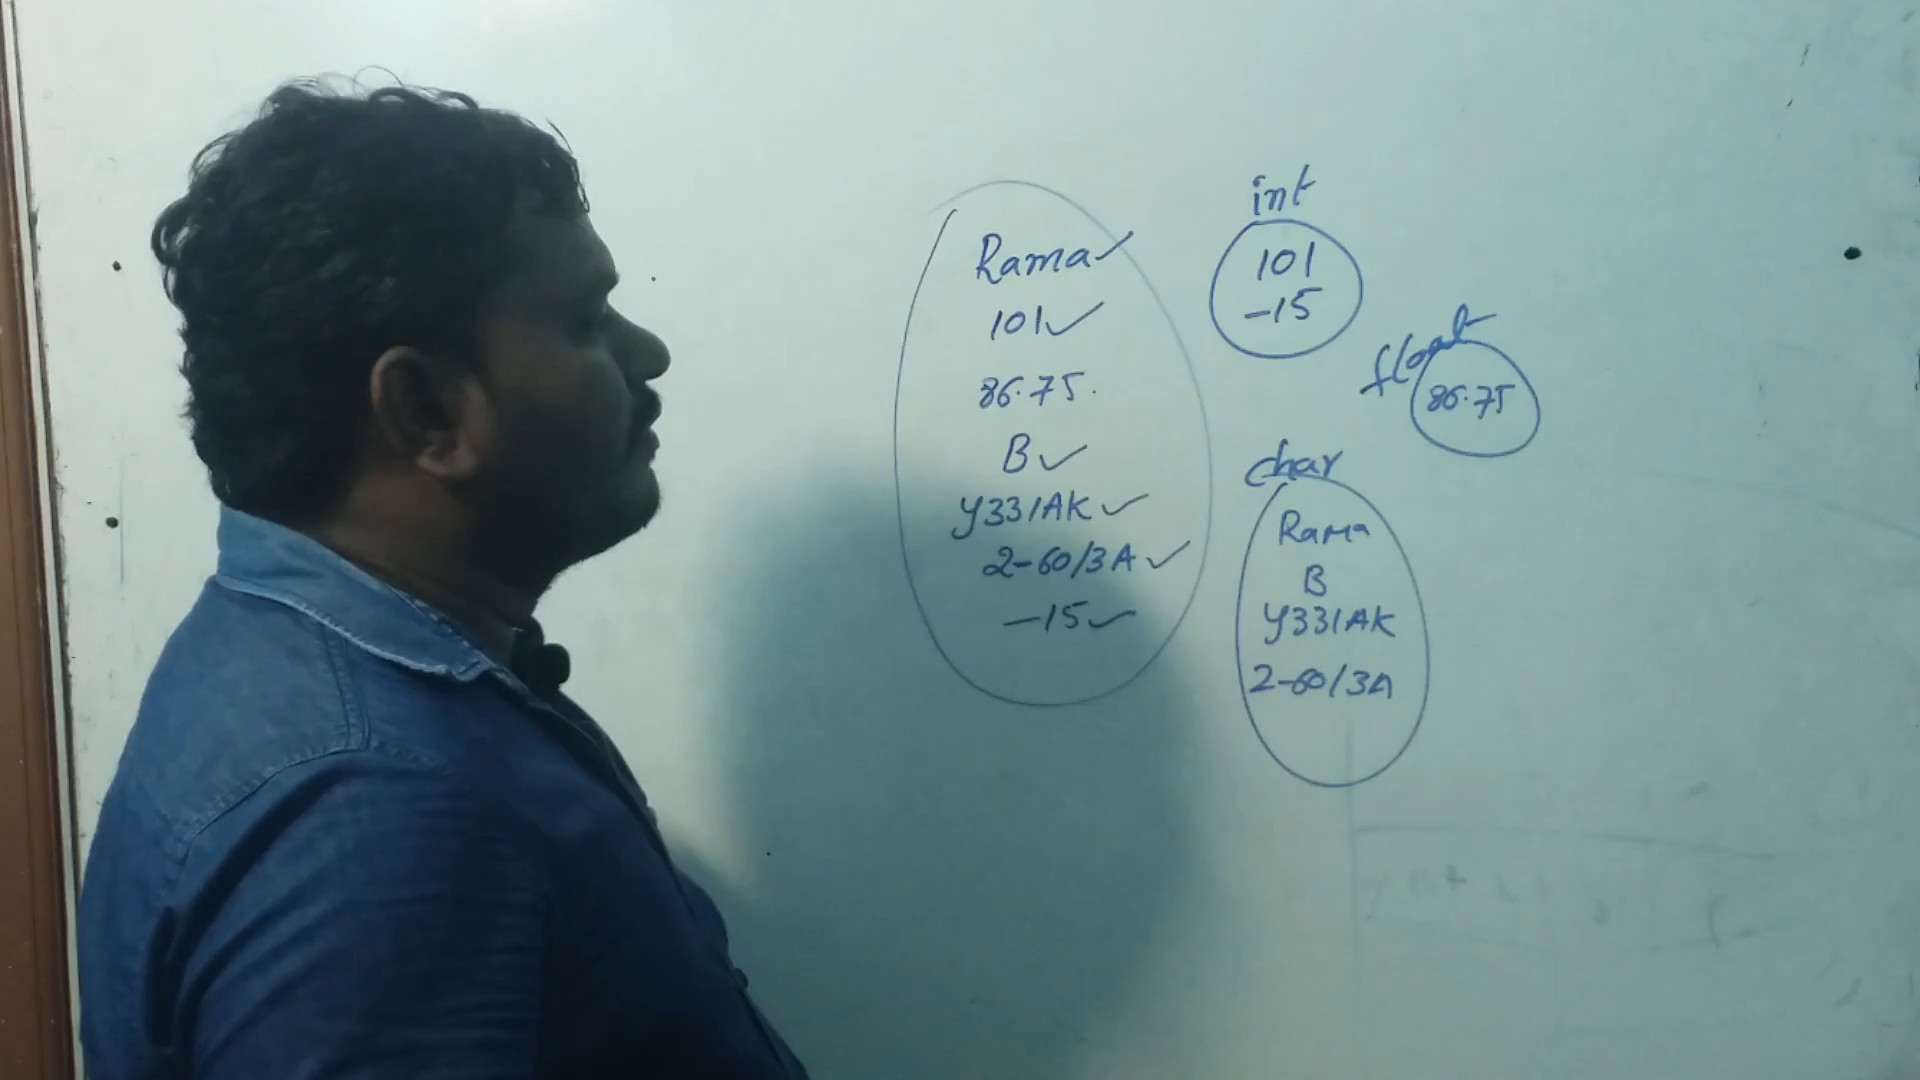 Rama✓
101✓
86.75.
B✓
Y331AK✓
2-60/3A✓
-15✓
int
101
-15
float
86.75
char
Rama
B
Y331AK
2-60/3A